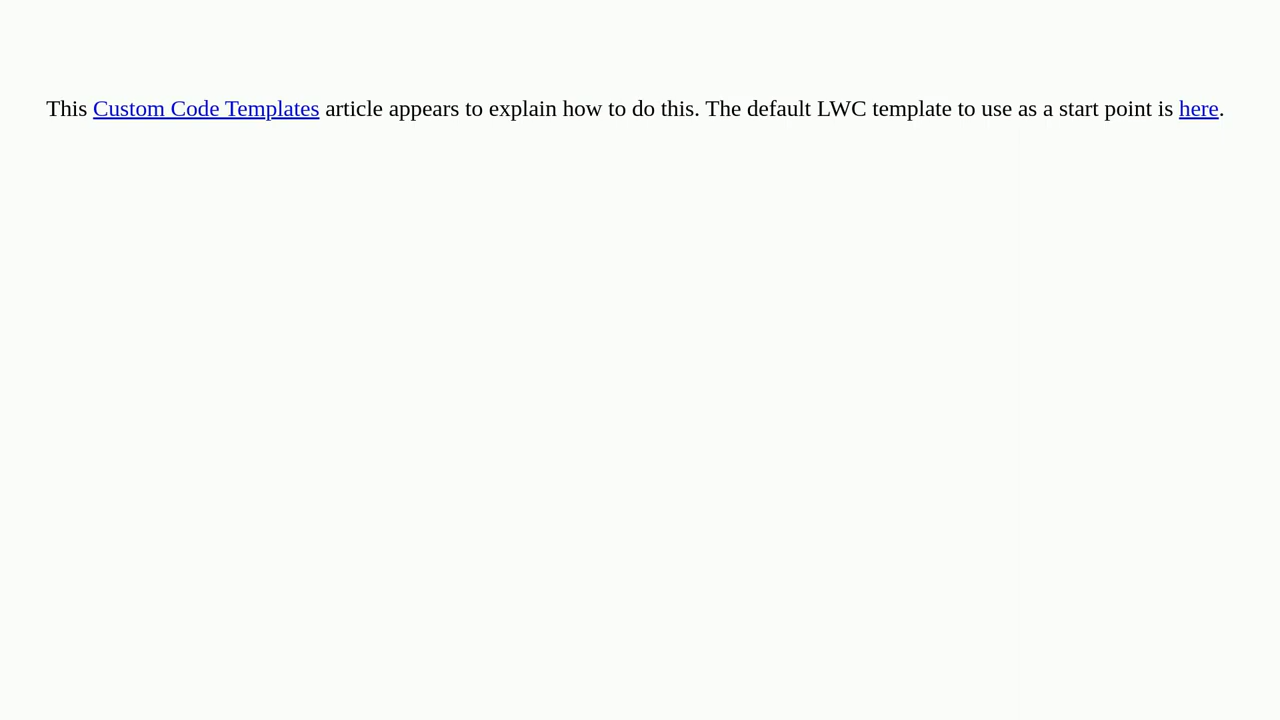 This Custom Code Templates article appears to explain how to do this. The default LWC template to use as a start point is here.